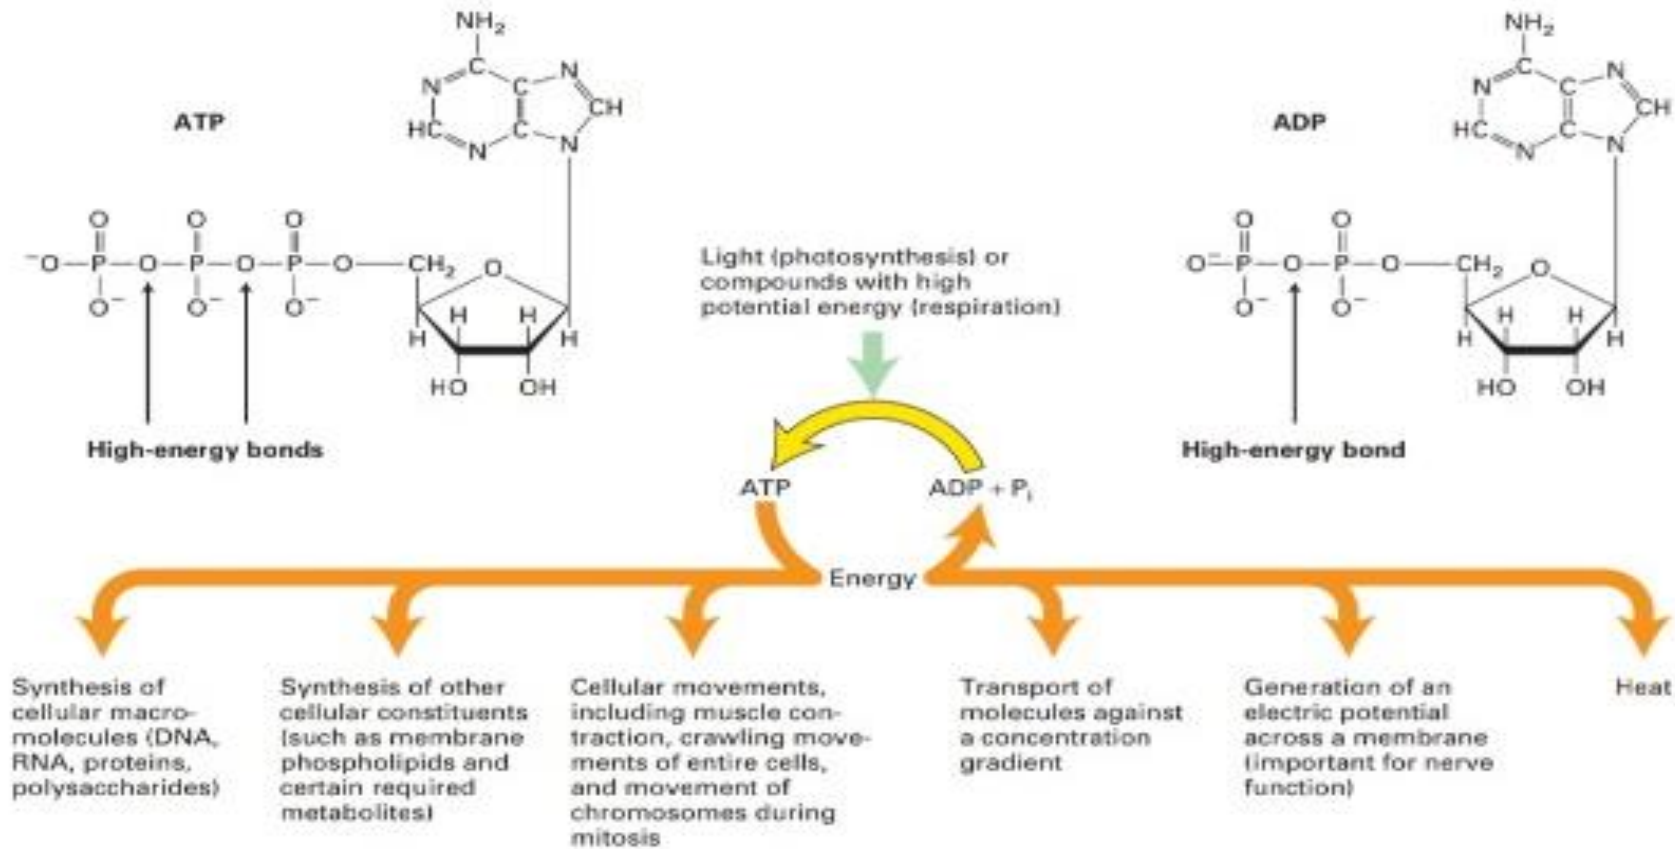 ATP
NH2
N
C
C
N
CH
HC
N
C
N
O
O
O
–O–P–O–P–O–P–O–CH2
O
O–
O–
O–
H
H
H
H
HO
OH
High-energy bonds
Light (photosynthesis) or
compounds with high
potential energy (respiration)
ADP
NH2
N
C
C
N
CH
HC
N
C
N
O
O
O–P–O–P–O–CH2
O
O–
O–
H
H
H
H
HO
OH
High-energy bond
ATP
ADP + Pi
Energy
Synthesis of
cellular macro-
molecules (DNA,
RNA, proteins,
polysaccharides)
Synthesis of other
cellular constituents
(such as membrane
phospholipids and
certain required
metabolites)
Cellular movements,
including muscle con-
traction, crawling move-
ments of entire cells,
and movement of
chromosomes during
mitosis
Transport of
molecules against
a concentration
gradient
Generation of an
electric potential
across a membrane
(important for nerve
function)
Heat